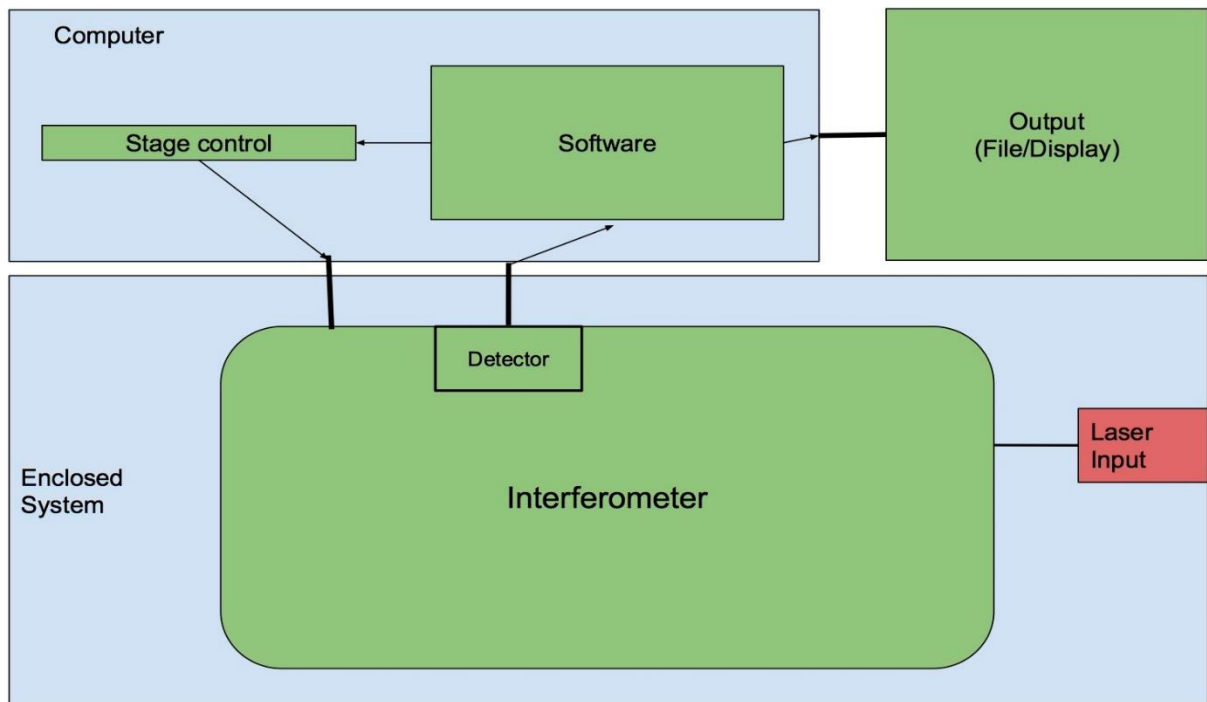 Computer
Stage control
Software
Output
(File/Display)
Detector
Laser
Input
Enclosed
System
Interferometer